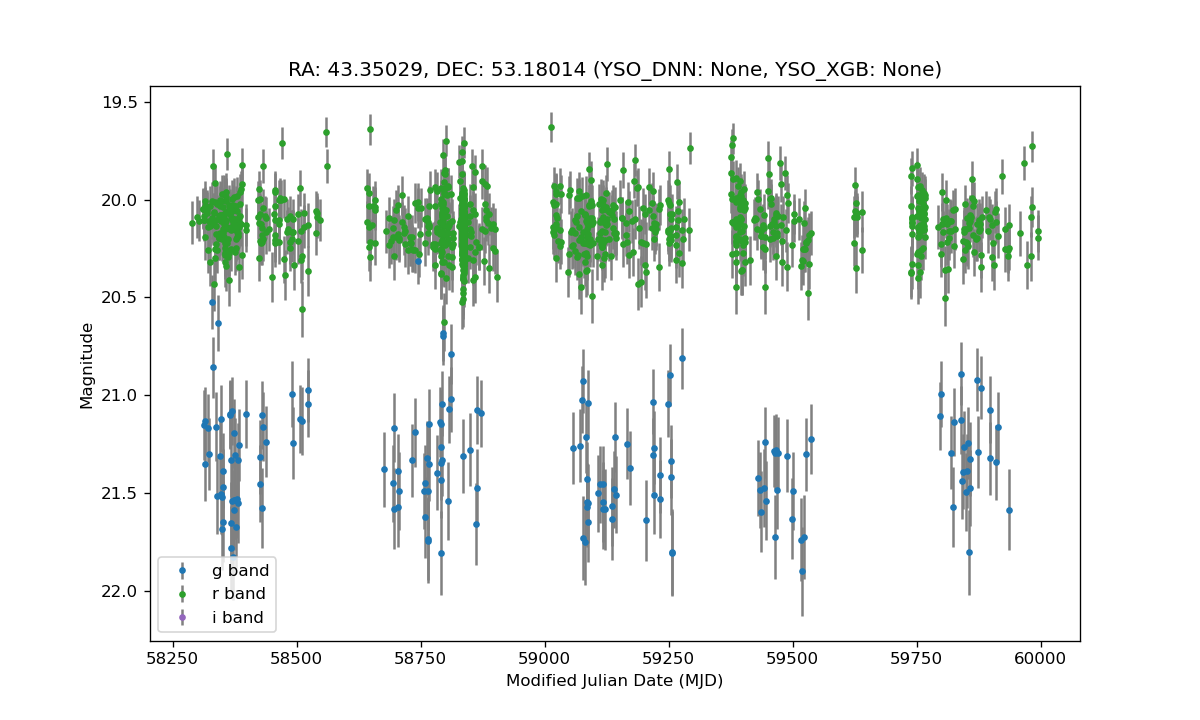 RA: 43.35029, DEC: 53.18014 (YSO_DNN: None, YSO_XGB: None)
19.5
20.0
20.5
21.0
21.5
22.0
Magnitude
g band
r band
i band
58250 58500 58750 59000 59250 59500 59750 60000
Modified Julian Date (MJD)